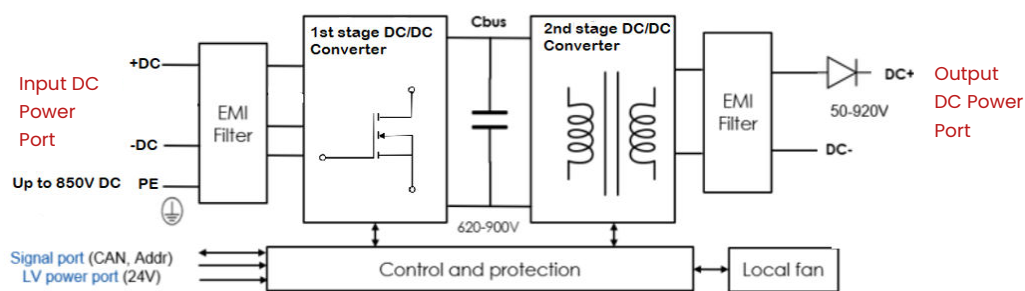 Input DC
Power
Port
+DC
-DC
Up to 850V DC PE
EMI
Filter
1st stage DC/DC
Converter
Cbus
620-900V
2nd stage DC/DC
Converter
EMI
Filter
DC+
50-920V
DC-
Output
DC Power
Port
Signal port (CAN, Addr)
LV power port (24V)
Control and protection
Local fan